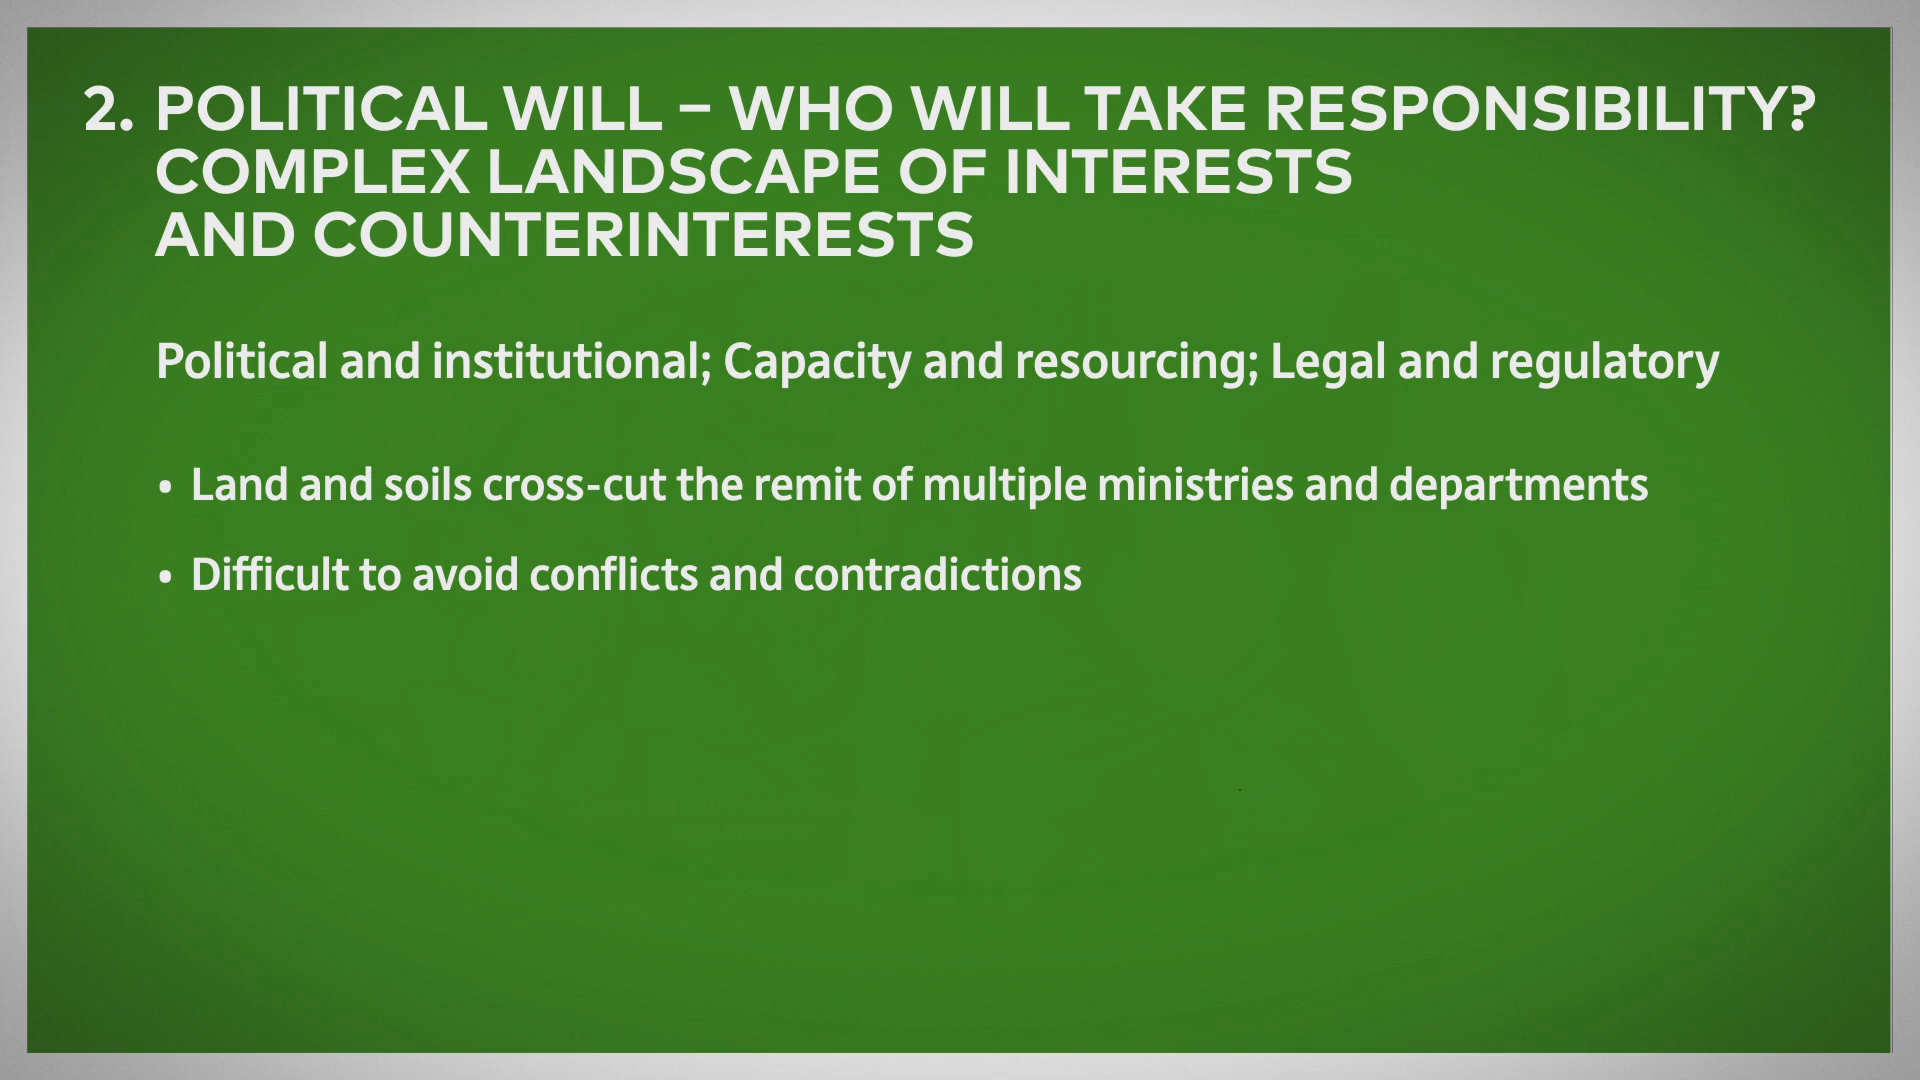 2. POLITICAL WILL – WHO WILL TAKE RESPONSIBILITY?
COMPLEX LANDSCAPE OF INTERESTS
AND COUNTERINTERESTS
Political and institutional; Capacity and resourcing; Legal and regulatory
• Land and soils cross-cut the remit of multiple ministries and departments
• Difficult to avoid conflicts and contradictions